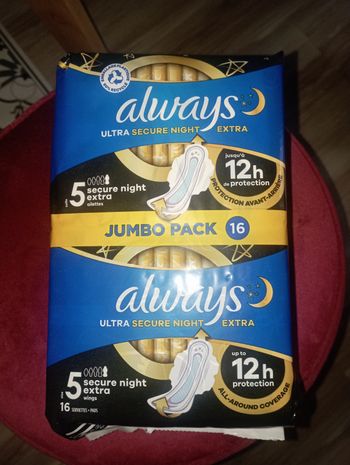 always
ULTRA SECURE NIGHT EXTRA
jusqu'à
12h
de protection
PROTECTION AVANT-ARRIÈRE
5 secure night
extra
ailettes
JUMBO PACK 16
always
ULTRA SECURE NIGHT EXTRA
up to
12h
protection
ALL-AROUND COVERAGE
5 secure night
extra
wings
16 SERVIETTES • PADS